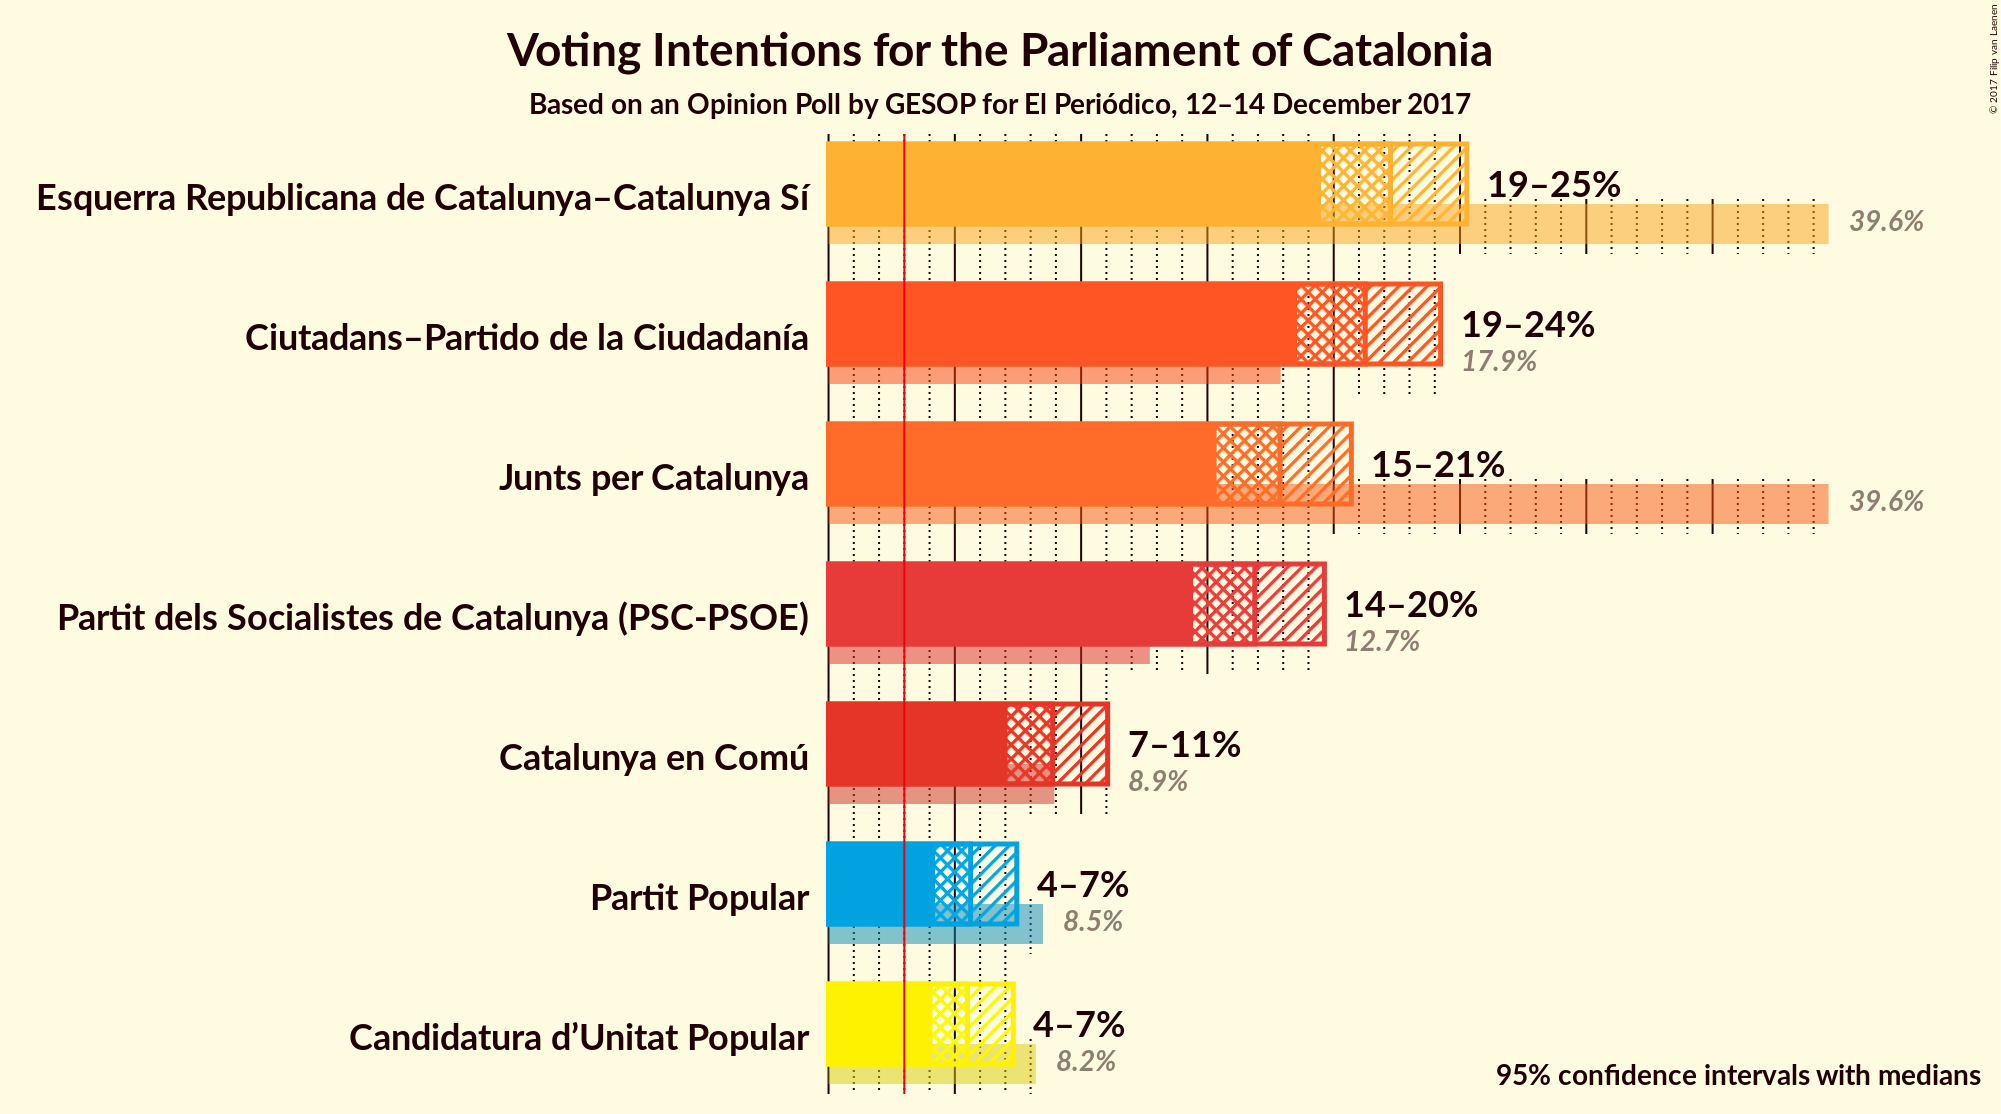 Voting Intentions for the Parliament of Catalonia
Based on an Opinion Poll by GESOP for El Periódico, 12–14 December 2017
© 2017 Filip van Laenen
Esquerra Republicana de Catalunya–Catalunya Sí
19–25%
39.6%
Ciutadans–Partido de la Ciudadanía
19–24%
17.9%
Junts per Catalunya
15–21%
39.6%
Partit dels Socialistes de Catalunya (PSC-PSOE)
14–20%
12.7%
Catalunya en Comú
7–11%
8.9%
Partit Popular
4–7%
8.5%
Candidatura d’Unitat Popular
4–7%
8.2%
95% confidence intervals with medians